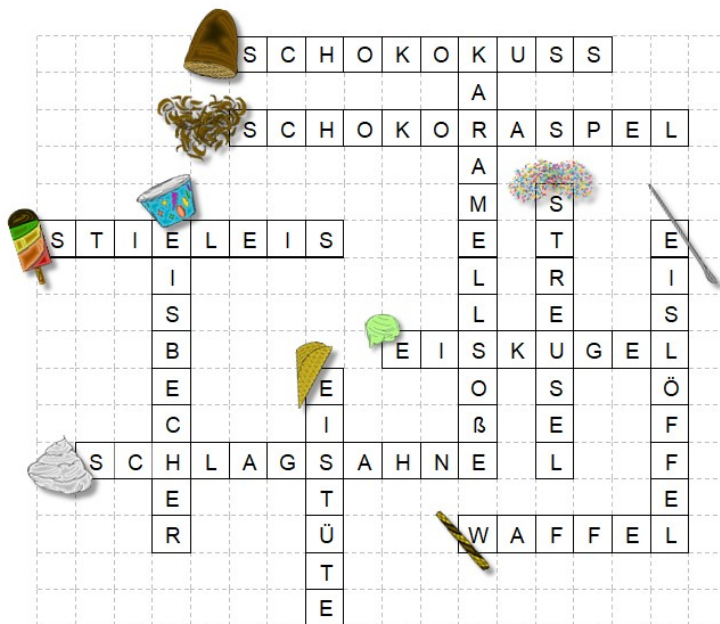 SCHOKOKUSS
KARAMELLSOßE
SCHOKORASPEL
STREUSEL
STIELEIS
EISBECHER
EISLÖFFEL
EISKUGEL
EISTÜTE
SCHLAGSAHNE
WAFFEL